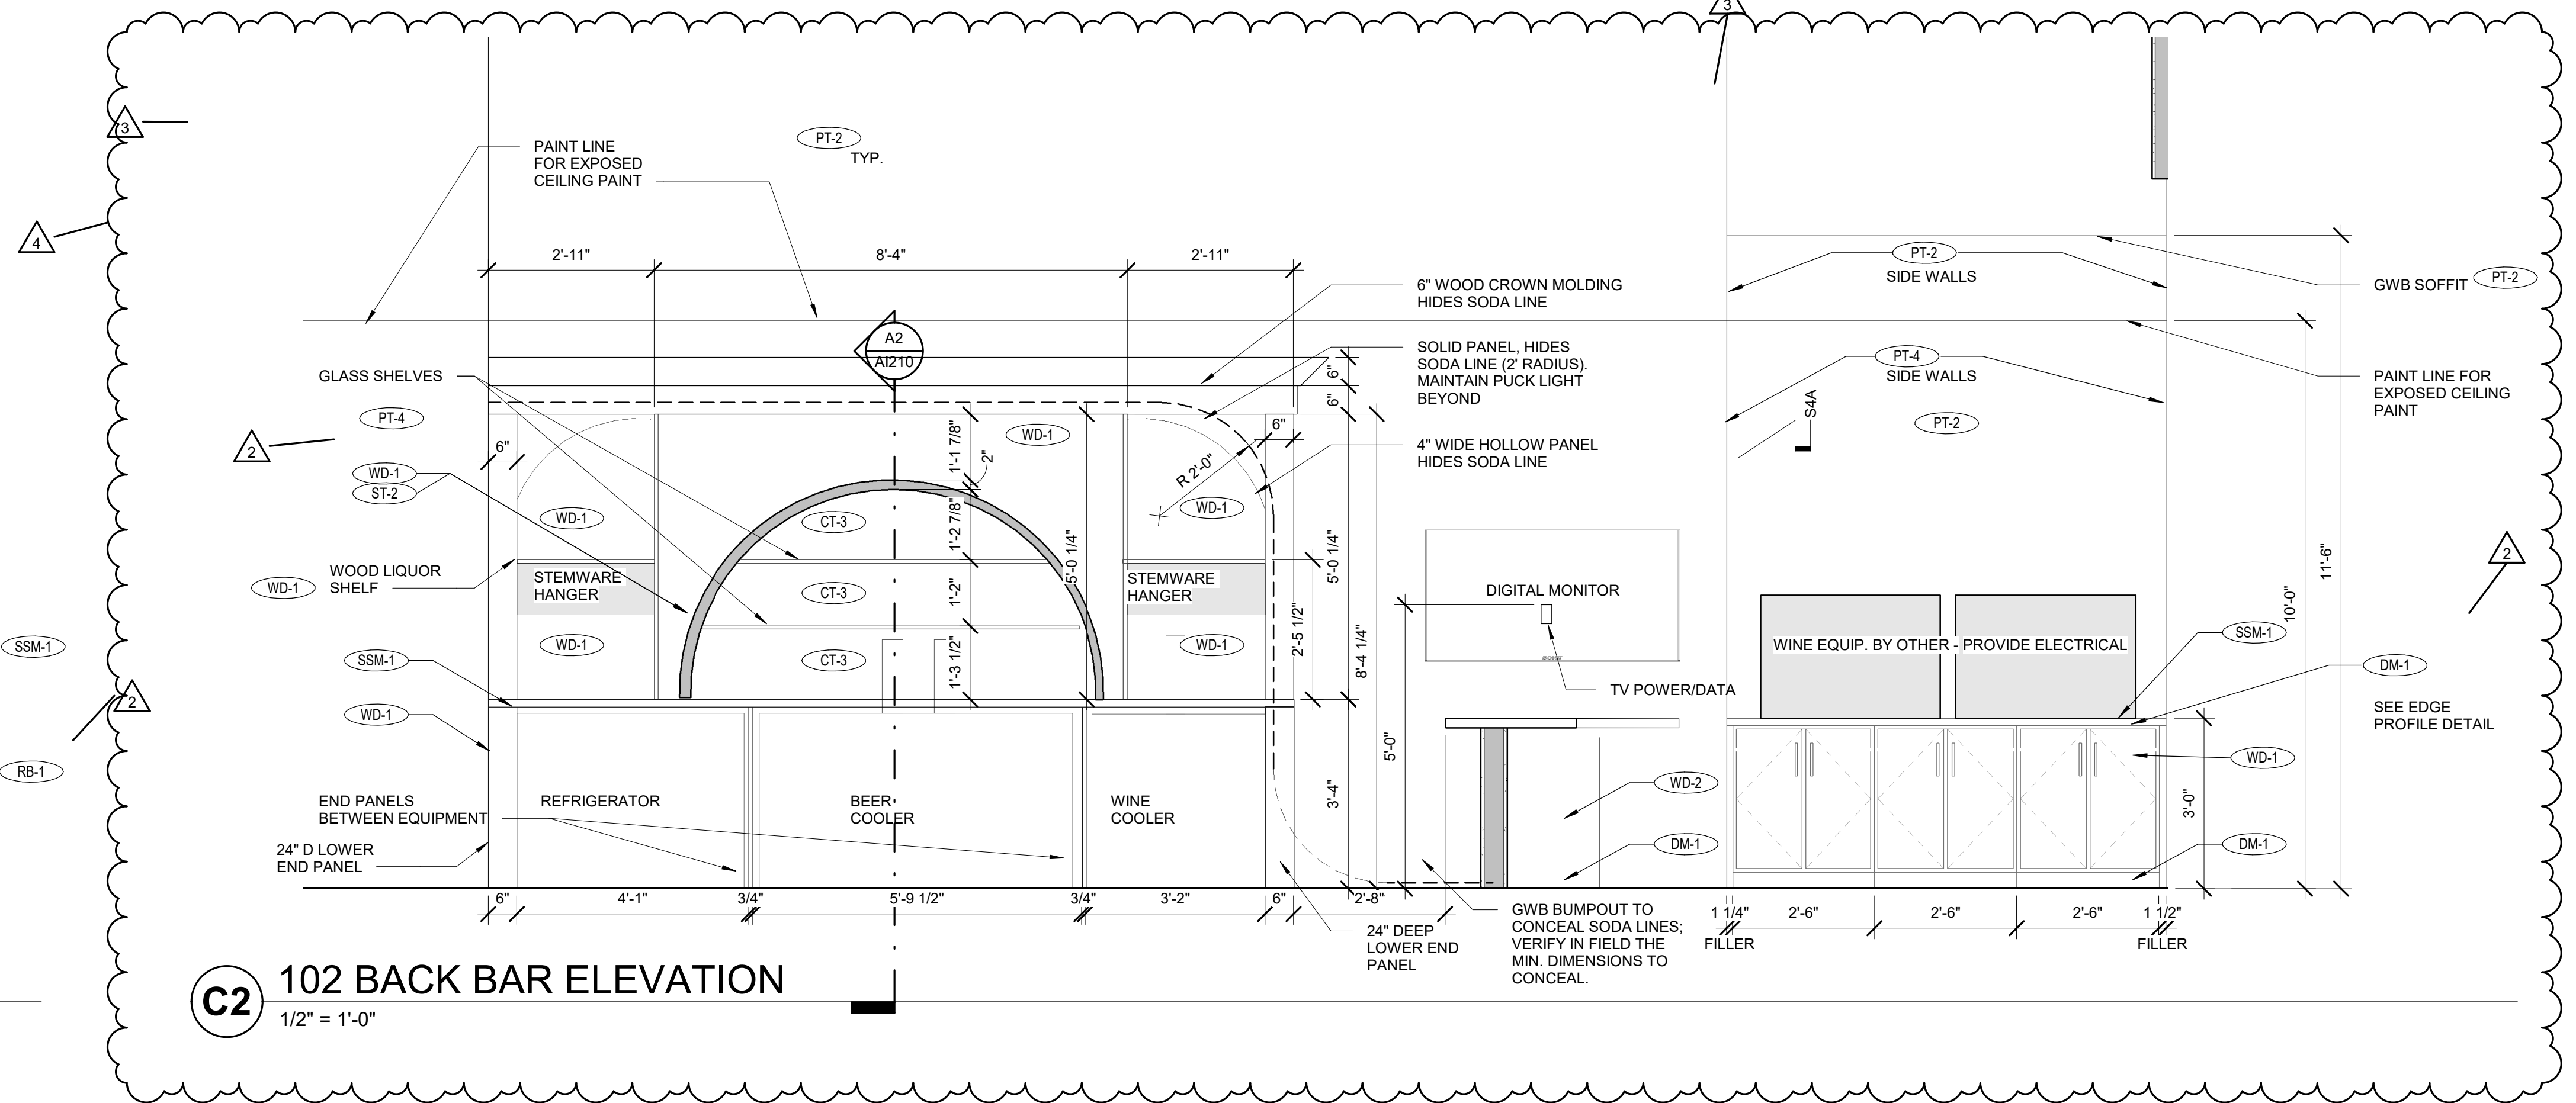 3
3
4
PAINT LINE
FOR EXPOSED
CEILING PAINT
PT-2
TYP.
2'-11"
8'-4"
2'-11"
6" WOOD CROWN MOLDING
HIDES SODA LINE
PT-2
SIDE WALLS
GWB SOFFIT
PT-2
A2
AI210
GLASS SHELVES
SOLID PANEL, HIDES
SODA LINE (2' RADIUS).
MAINTAIN PUCK LIGHT
BEYOND
6"
6"
PT-4
SIDE WALLS
PAINT LINE FOR
EXPOSED CEILING
PAINT
PT-4
2
6"
WD-1
6"
S4A
PT-2
4" WIDE HOLLOW PANEL
HIDES SODA LINE
WD-1
ST-2
1'-1 7/8"
2"
R 2'-0"
WD-1
CT-3
1'-2 7/8"
WD-1
5'-0 1/4"
5'-0 1/4"
11'-6"
2
WOOD LIQUOR
SHELF
WD-1
STEMWARE
HANGER
CT-3
1'-2"
STEMWARE
HANGER
DIGITAL MONITOR
10'-0"
2'-5 1/2"
8'-4 1/4"
SSM-1
SSM-1
WD-1
CT-3
1'-3 1/2"
WD-1
WINE EQUIP. BY OTHER - PROVIDE ELECTRICAL
SSM-1
DM-1
TV POWER/DATA
2
WD-1
SEE EDGE
PROFILE DETAIL
5'-0"
RB-1
WD-1
WD-2
END PANELS
BETWEEN EQUIPMENT
REFRIGERATOR
BEER
COOLER
WINE
COOLER
3'-4"
3'-0"
24" D LOWER
END PANEL
DM-1
DM-1
6"
4'-1"
3/4"
5'-9 1/2"
3/4"
3'-2"
6"
2'-8"
24" DEEP
LOWER END
PANEL
GWB BUMPOUT TO
CONCEAL SODA LINES;
VERIFY IN FIELD THE
MIN. DIMENSIONS TO
CONCEAL.
1 1/4"
2'-6"
2'-6"
2'-6"
1 1/2"
FILLER
FILLER
C2
102 BACK BAR ELEVATION
1/2" = 1'-0"